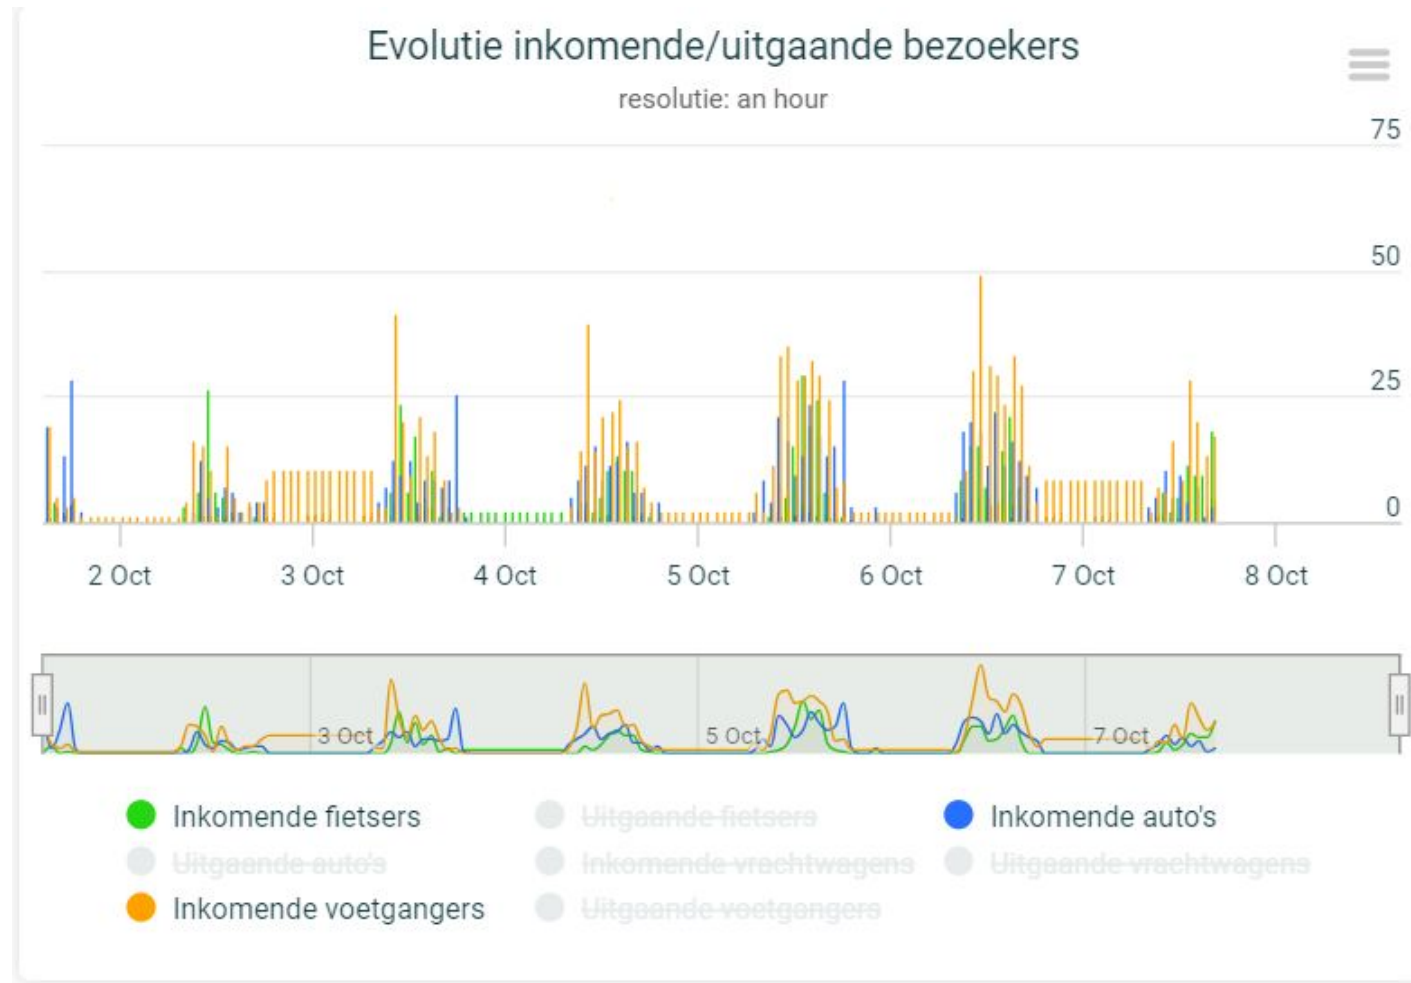 Evolutie inkomende/uitgaande bezoekers
resolutie: an hour
75
50
25
0
2 Oct 3 Oct 4 Oct 5 Oct 6 Oct 7 Oct 8 Oct
3 Oct 5 Oct 7 Oct
Inkomende fietsers Uitgaande fietsers Inkomende auto's
Uitgaande auto's Inkomende vrachtwagens Uitgaande vrachtwagens
Inkomende voetgangers Uitgaande voetgangers